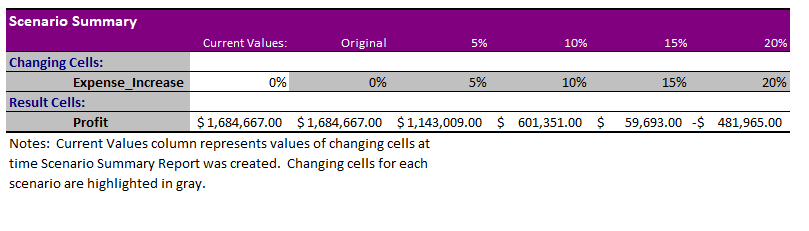 Scenario Summary
Current Values: Original 5% 10% 15% 20%
Changing Cells:
Expense_Increase 0% 0% 5% 10% 15% 20%
Result Cells:
Profit $1,684,667.00 $1,684,667.00 $1,143,009.00 $ 601,351.00 $ 59,693.00 -$ 481,965.00
Notes: Current Values column represents values of changing cells at
time Scenario Summary Report was created. Changing cells for each
scenario are highlighted in gray.